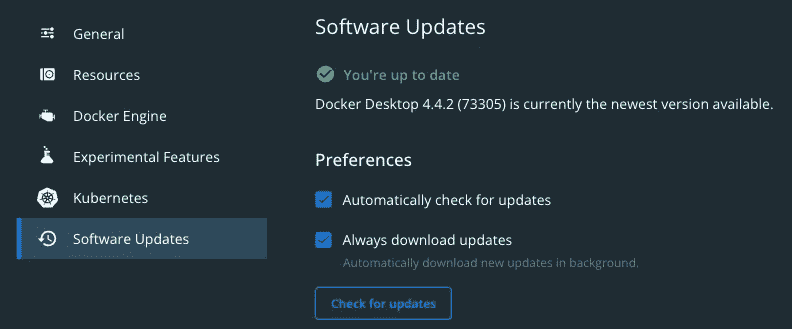 General
Resources
Docker Engine
Experimental Features
Kubernetes
Software Updates
Software Updates
You're up to date
Docker Desktop 4.4.2 (73305) is currently the newest version available.
Preferences
Automatically check for updates
Always download updates
Automatically download new updates in background.
Check for updates